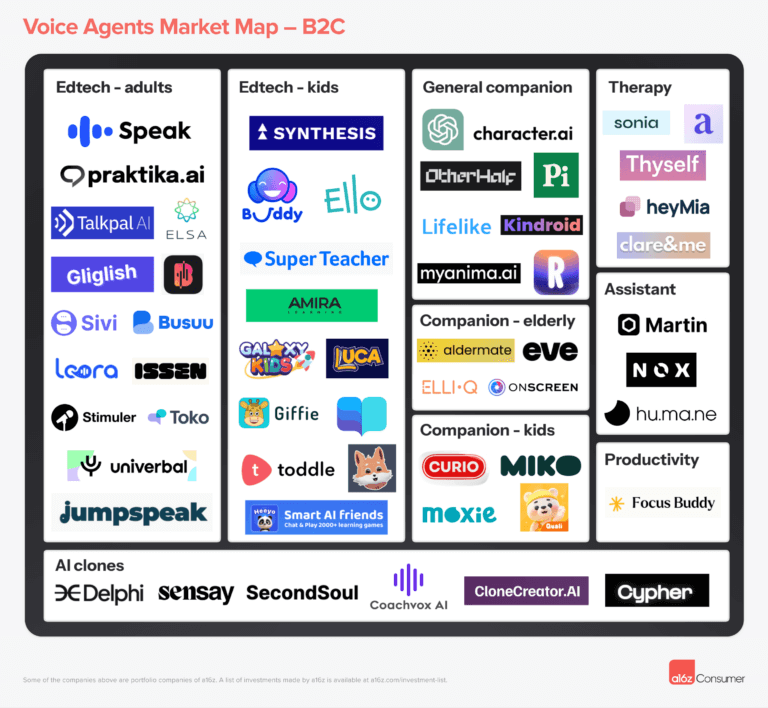 Voice Agents Market Map – B2C
Edtech - adults
Speak
praktika.ai
Talkpal AI
ELSA
Gliglish
B
Sivi
Busuu
Loora
ISSEN
Stimuler
Toko
univerbal
jumpspeak
Edtech - kids
SYNTHESIS
Buddy
Ello
Super Teacher
AMIRA
LEARNING
GALAXY
KIDS
LUCA
Giffie
t toddle
Heeyo
Smart AI friends
Chat & Play 2000+ learning games
General companion
character.ai
OtherHalf
Pi
Lifelike
Kindroid
myanima.ai
R
Companion - elderly
aldermate
eve
ELLI•Q
ONSCREEN
Companion - kids
CURIO
MIKO
moxie
Quali
Therapy
sonia
a
Thyself
heyMia
clare&me
Assistant
Martin
NOX
hu.ma.ne
Productivity
Focus Buddy
AI clones
Delphi
sensay
SecondSoul
Coachvox AI
CloneCreator.AI
Cypher
Some of the companies above are portfolio companies of a16z. A list of investments made by a16z is available at a16z.com/investment-list.
a16z Consumer